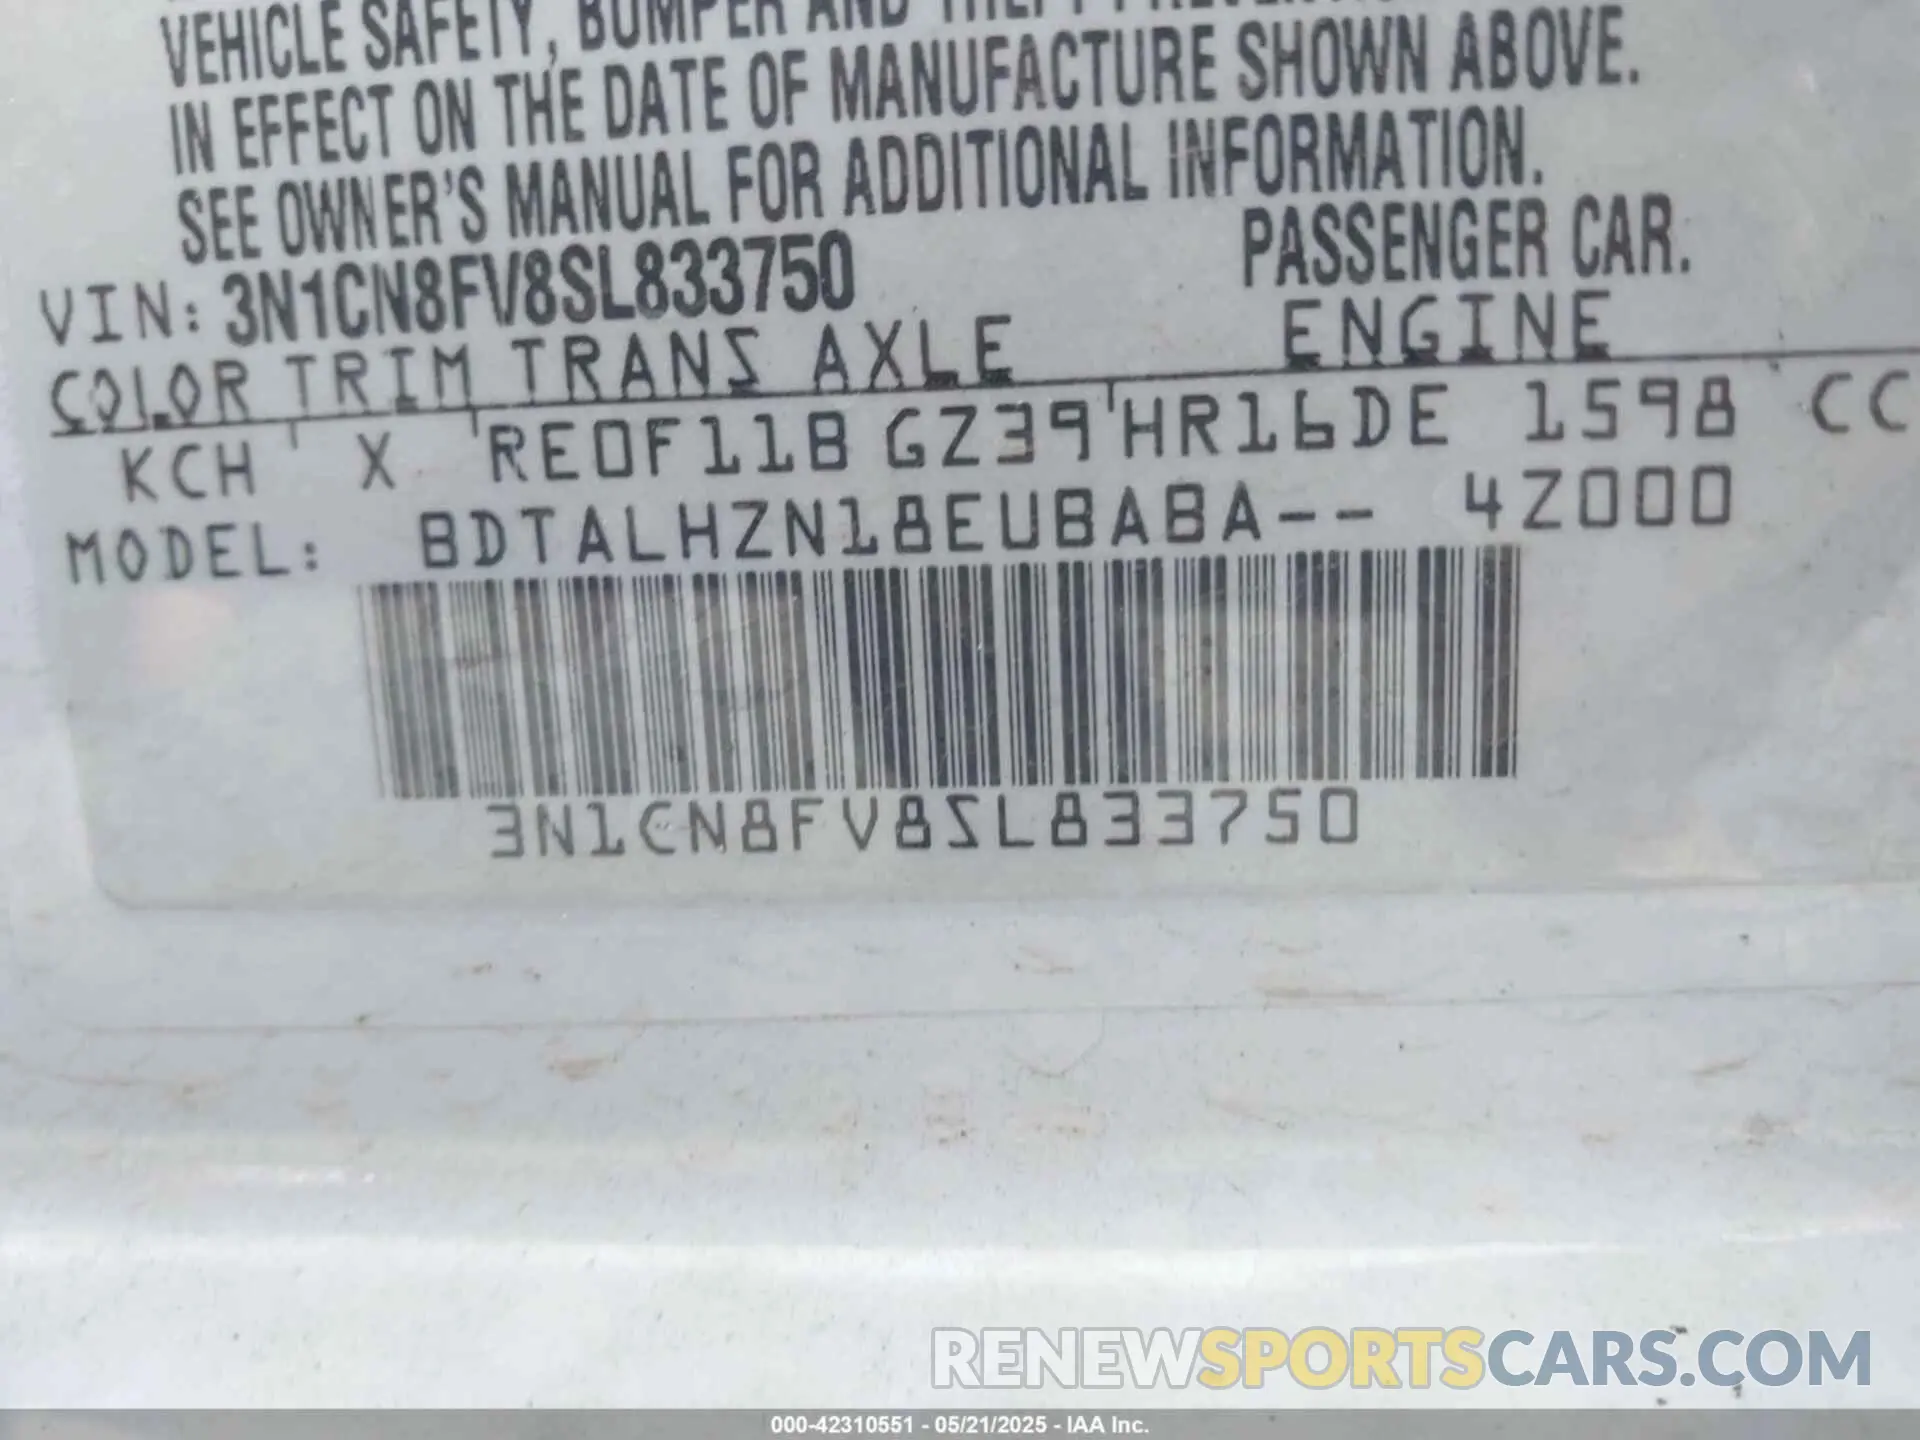 VEHICLE SAFETY, BUMPER AND THEFT PREVENTION
IN EFFECT ON THE DATE OF MANUFACTURE SHOWN ABOVE.
SEE OWNER'S MANUAL FOR ADDITIONAL INFORMATION.
VIN: 3N1CN8FV8SL833750 PASSENGER CAR.
COLOR TRIM TRANS AXLE ENGINE
KCH X RE0F11B GZ39 HR16DE 1598 CC
MODEL: BDTALHZN18EUBABA-- 4Z000
3N1CN8FV8SL833750
RENEWSPORTSCARS.COM
000-42310551 - 05/21/2025 - IAA Inc.